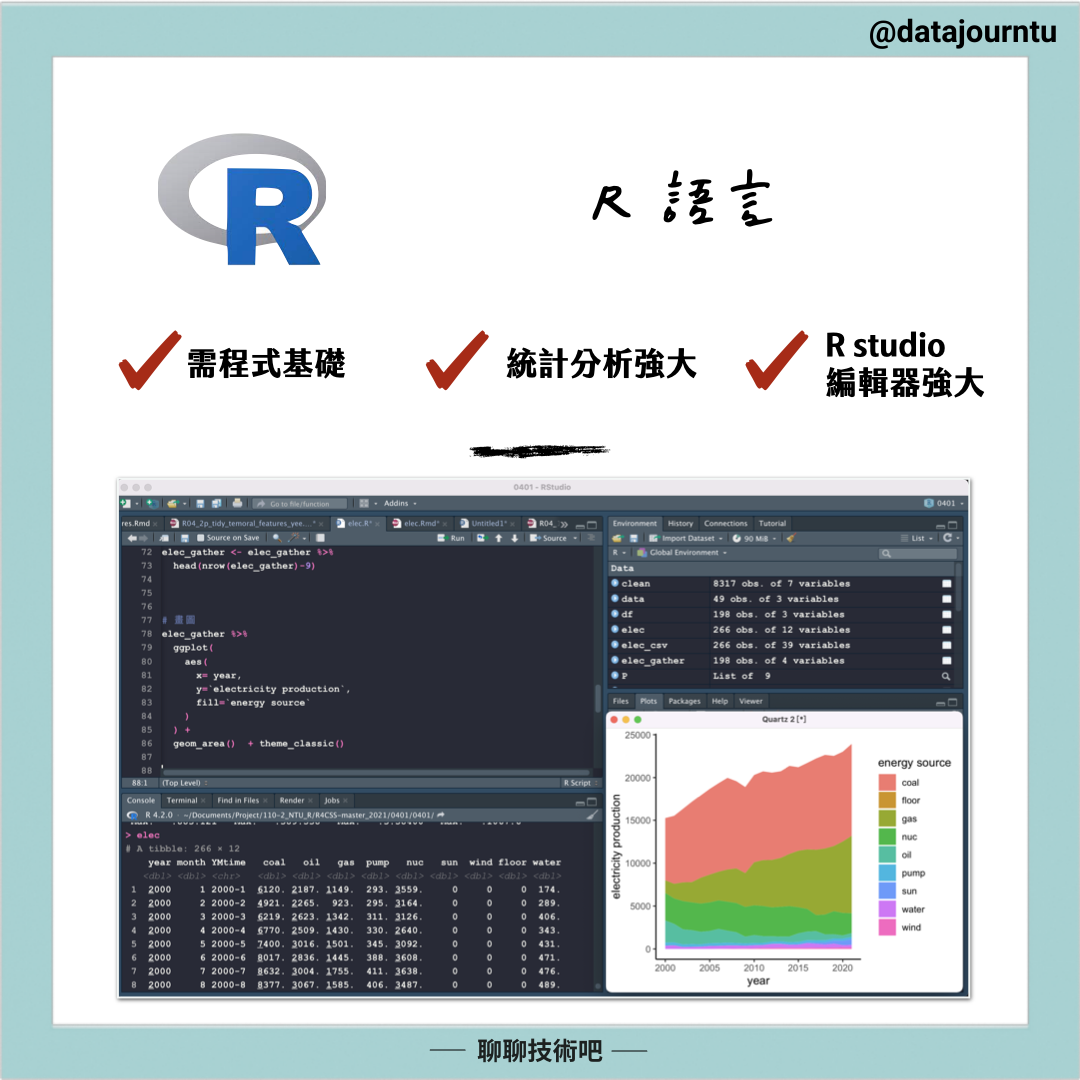 @datajourntu
R
R 語言
需程式基礎
統計分析強大
R studio
編輯器強大
0401 - RStudio
Go to file/function
Addins
0401
res.Rmd
R04_2p_tidy_temoral_features_yee....*
elec.R*
elec.Rmd*
Untitled1*
R04_
Source on Save
Run
Source
72 elec_gather <- elec_gather %>%
73 head(nrow(elec_gather)-9)
74
75
76
77 # 畫圖
78 elec_gather %>%
79 ggplot(
80 aes(
81 x= year,
82 y=`electricity production`,
83 fill=`energy source`
84 )
85 ) +
86 geom_area() + theme_classic()
87
88
88:1 (Top Level)
R Script
Console Terminal Find in Files Render Jobs
R 4.2.0 · ~/Documents/Project/110-2_NTU_R/R4CSS-master_2021/0401/0401/
> elec
# A tibble: 266 × 12
year month YMtime coal oil gas pump nuc sun wind floor water
<dbl> <dbl> <chr> <dbl> <dbl> <dbl> <dbl> <dbl> <dbl> <dbl> <dbl> <dbl>
1 2000 1 2000-1 6120. 2187. 1149. 293. 3559. 0 0 0 174.
2 2000 2 2000-2 4921. 2265. 923. 295. 3164. 0 0 0 289.
3 2000 3 2000-3 6219. 2623. 1342. 311. 3126. 0 0 0 406.
4 2000 4 2000-4 6770. 2509. 1430. 330. 2640. 0 0 0 343.
5 2000 5 2000-5 7400. 3016. 1501. 345. 3092. 0 0 0 431.
6 2000 6 2000-6 8017. 2836. 1445. 388. 3608. 0 0 0 471.
7 2000 7 2000-7 8632. 3004. 1755. 411. 3638. 0 0 0 476.
8 2000 8 2000-8 8377. 3067. 1585. 406. 3487. 0 0 0 489.
Environment History Connections Tutorial
Import Dataset
90 MiB
List
R
Global Environment
Data
clean 8317 obs. of 7 variables
data 49 obs. of 3 variables
df 198 obs. of 3 variables
elec 266 obs. of 12 variables
elec_csv 266 obs. of 39 variables
elec_gather 198 obs. of 4 variables
P List of 9
Files Plots Packages Help Viewer
Quartz 2 [*]
electricity production
25000
20000
15000
10000
5000
0
2000 2005 2010 2015 2020
year
energy source
coal
floor
gas
nuc
oil
pump
sun
water
wind
聊聊技術吧